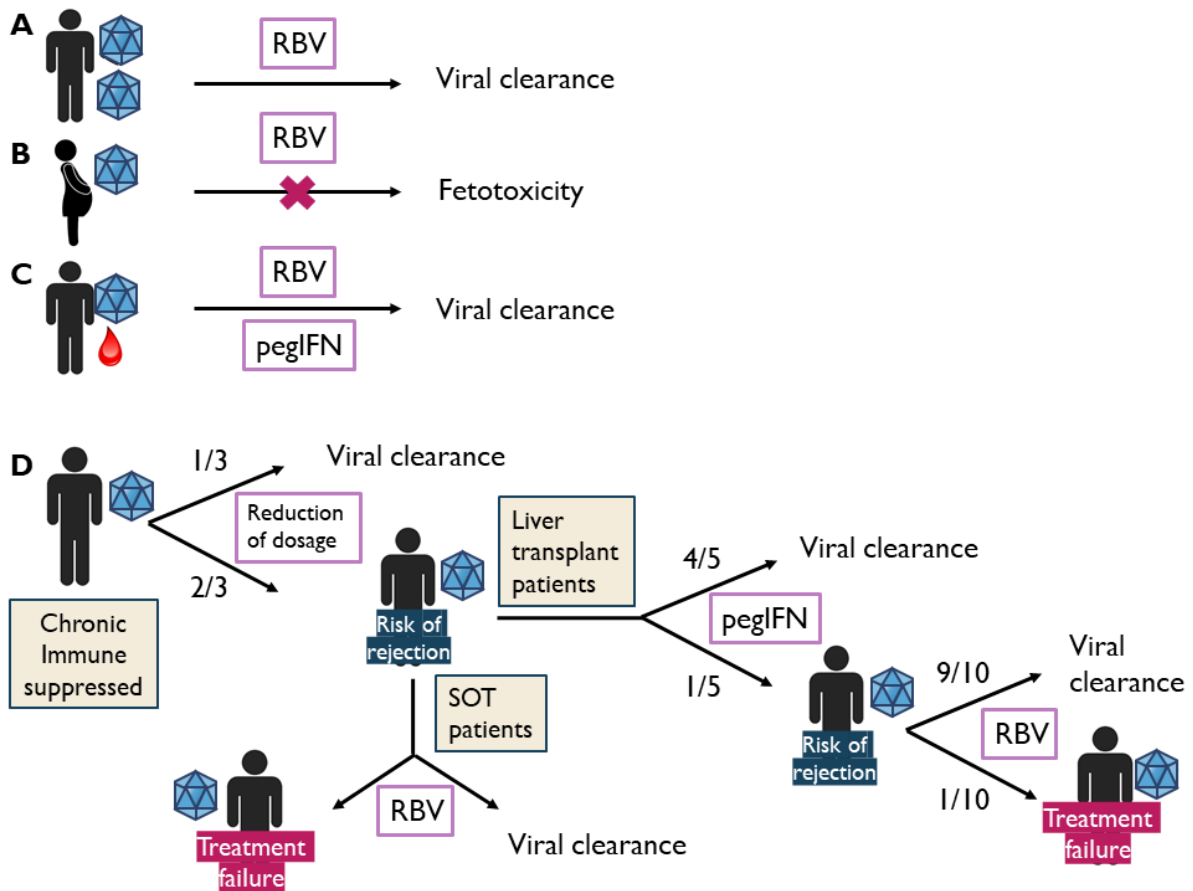 A
RBV
Viral clearance
B
RBV
Fetotoxicity
C
RBV
Viral clearance
pegIFN
D
1/3
Viral clearance
Reduction
of dosage
2/3
Chronic
Immune
suppressed
Risk of
rejection
Liver
transplant
patients
4/5
Viral clearance
pegIFN
1/5
Risk of
rejection
9/10
Viral
clearance
RBV
1/10
Treatment
failure
SOT
patients
RBV
Treatment
failure
Viral clearance